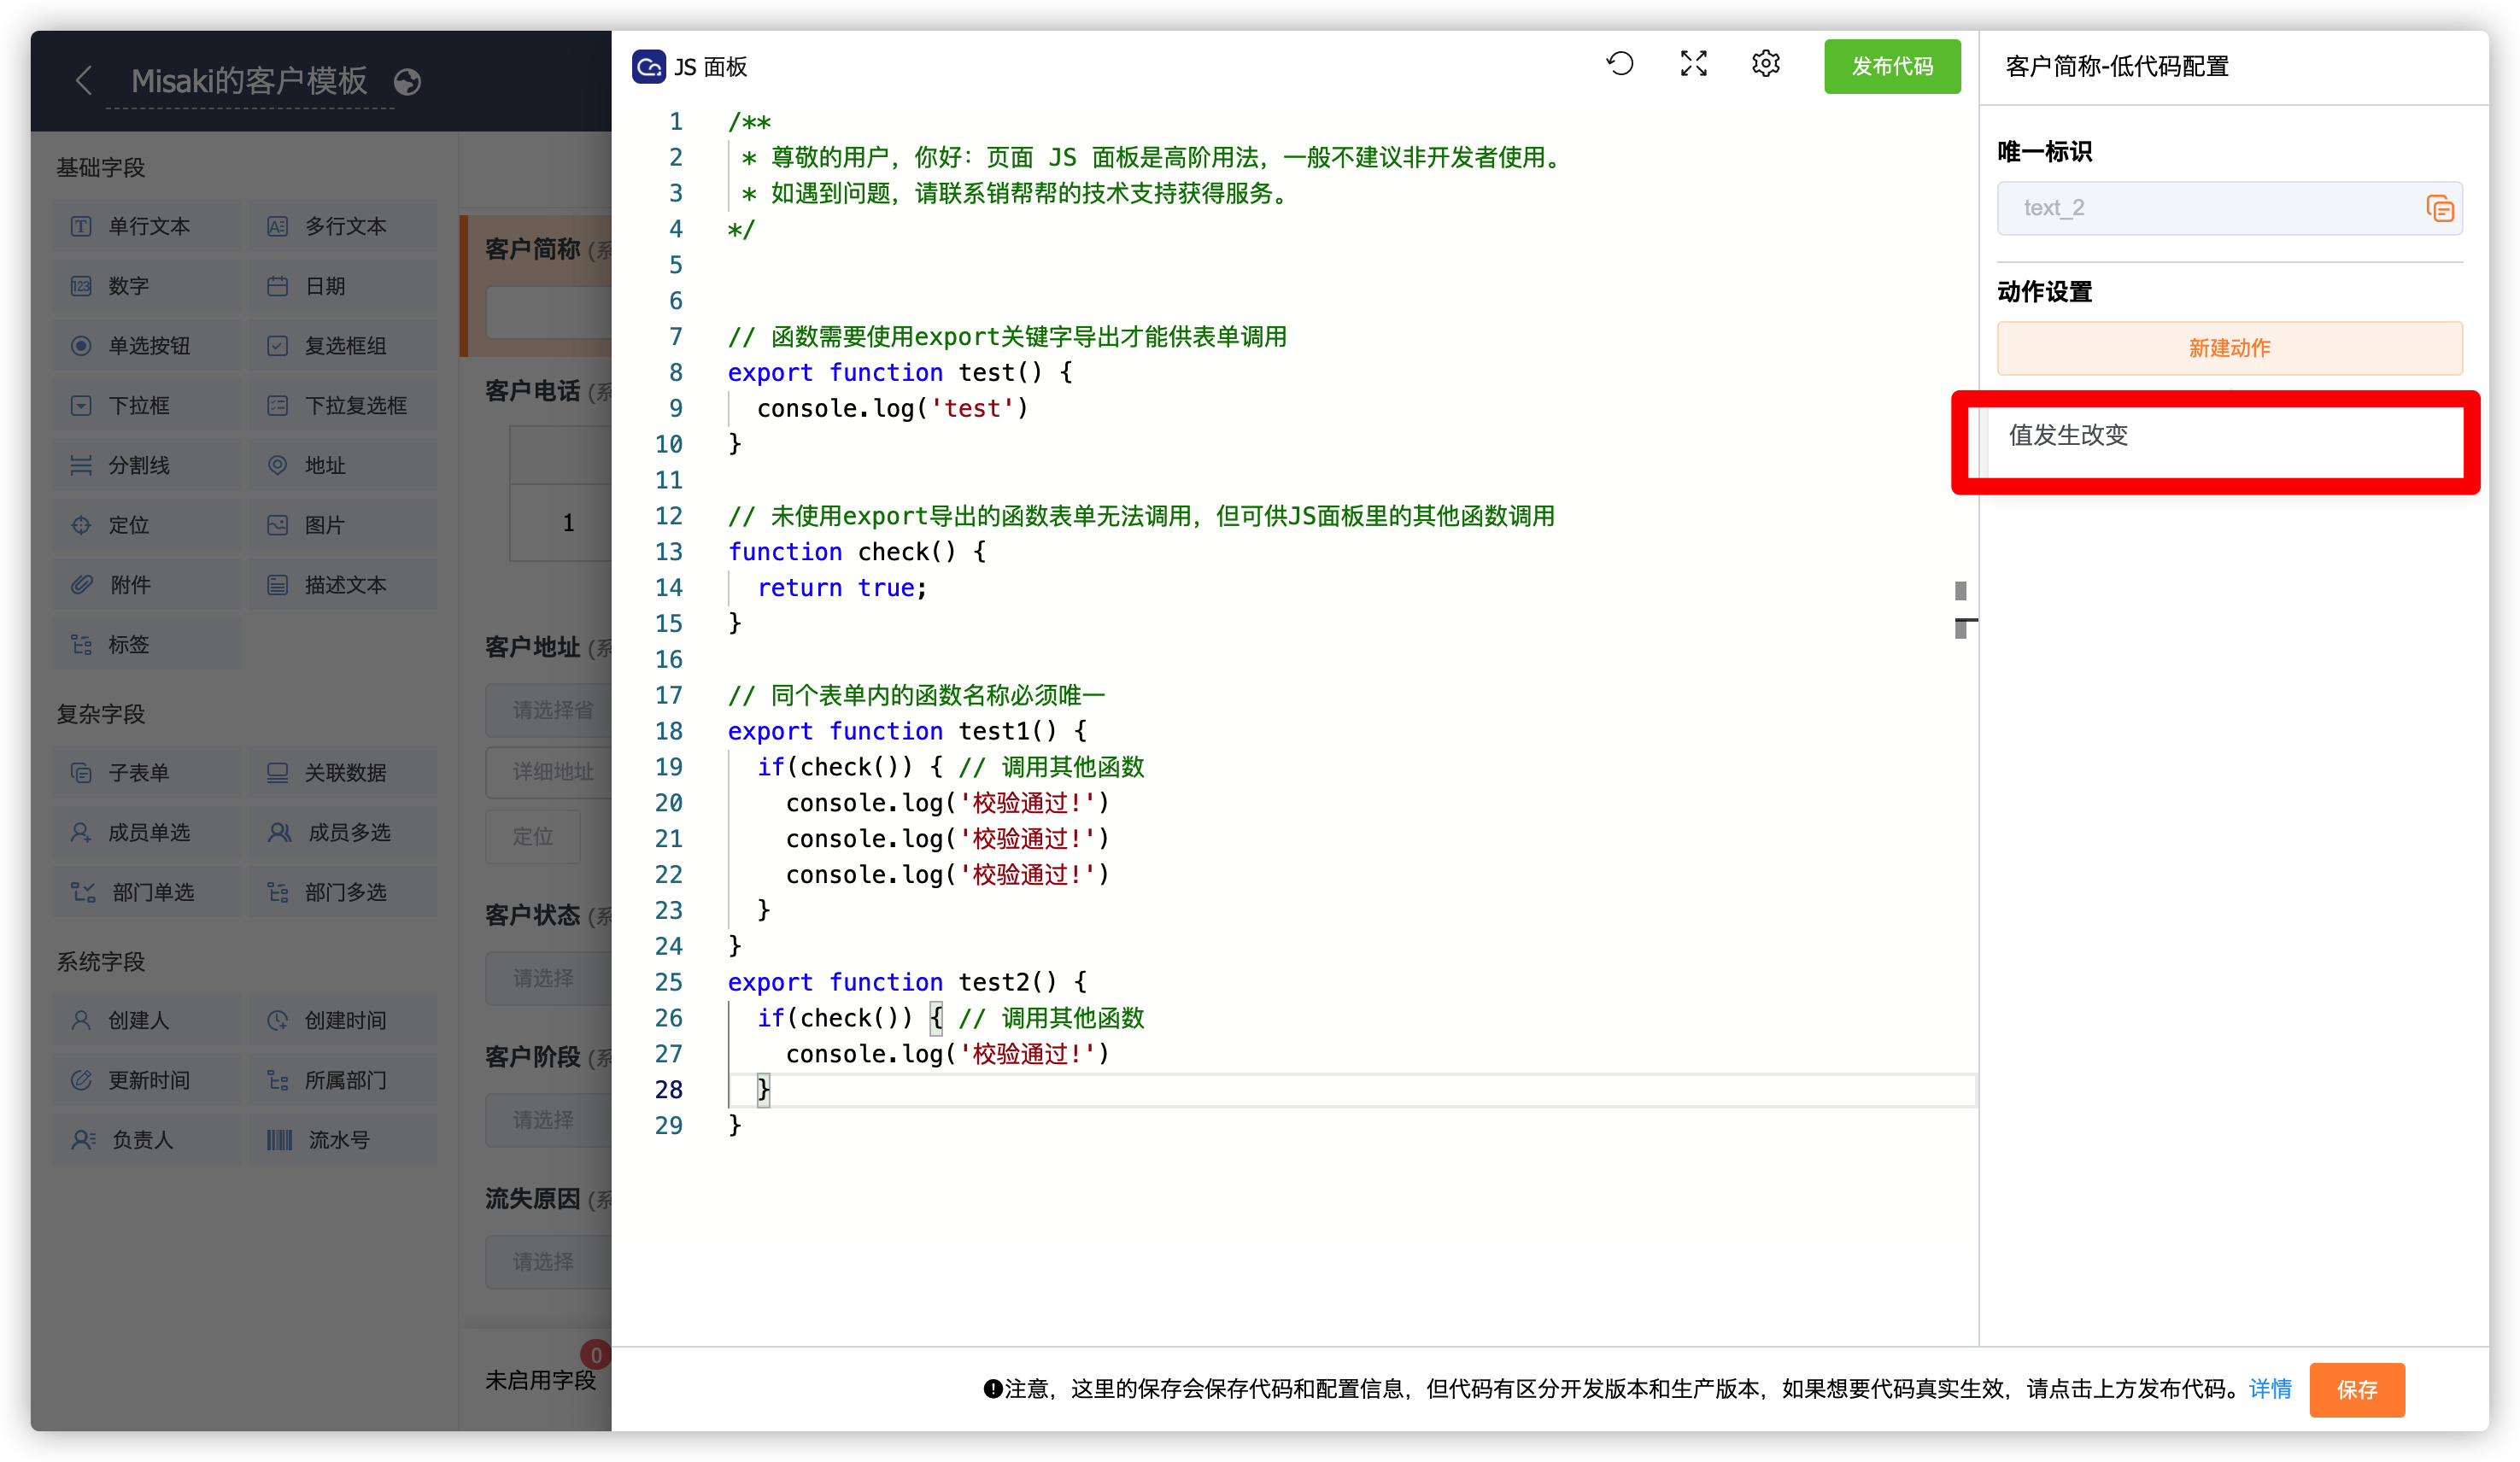 Misaki的客户模板
基础字段
单行文本
多行文本
数字
日期
单选按钮
复选框组
下拉框
下拉复选框
分割线
地址
定位
图片
附件
描述文本
标签
复杂字段
子表单
关联数据
成员单选
成员多选
部门单选
部门多选
系统字段
创建人
创建时间
更新时间
所属部门
负责人
流水号
客户简称 (系
客户电话 (系
1
客户地址 (系
请选择省
详细地址
定位
客户状态 (系
请选择
客户阶段 (系
请选择
流失原因 (系
请选择
0
未启用字段
JS 面板
发布代码
1 /**
2 * 尊敬的用户，你好：页面 JS 面板是高阶用法，一般不建议非开发者使用。
3 * 如遇到问题，请联系销帮帮的技术支持获得服务。
4 */
5
6
7 // 函数需要使用export关键字导出才能供表单调用
8 export function test() {
9 console.log('test')
10 }
11
12 // 未使用export导出的函数表单无法调用，但可供JS面板里的其他函数调用
13 function check() {
14 return true;
15 }
16
17 // 同个表单内的函数名称必须唯一
18 export function test1() {
19 if(check()) { // 调用其他函数
20 console.log('校验通过!')
21 console.log('校验通过!')
22 console.log('校验通过!')
23 }
24 }
25 export function test2() {
26 if(check()) { // 调用其他函数
27 console.log('校验通过!')
28 }
29 }
客户简称-低代码配置
唯一标识
text_2
动作设置
新建动作
值发生改变
注意，这里的保存会保存代码和配置信息，但代码有区分开发版本和生产版本，如果想要代码真实生效，请点击上方发布代码。详情
保存